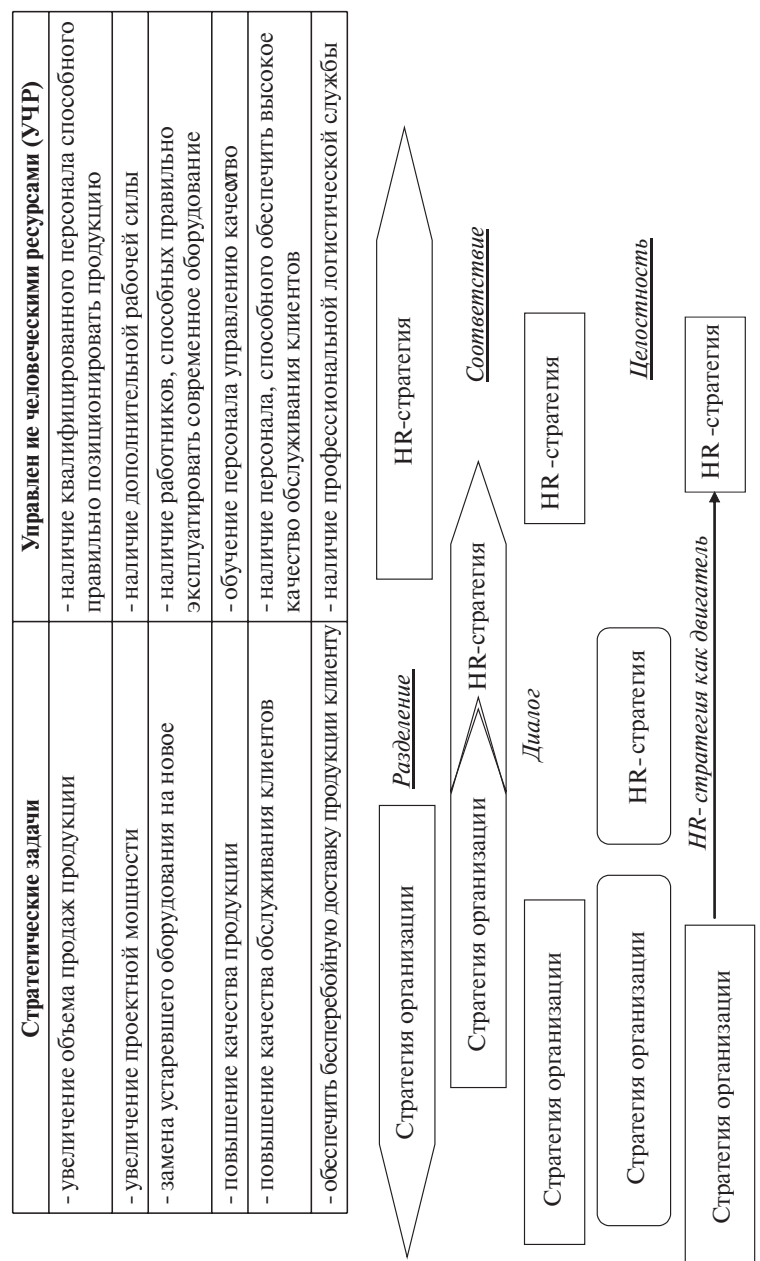 Стратегические задачи
Управлен ие человеческими ресурсами (УЧР)
- увеличение объема продаж продукции
- наличие квалифицированного персонала способного
правильно позиционировать продукцию
- увеличение проектной мощности
- наличие дополнительной рабочей силы
- замена устаревшего оборудования на новое
- наличие работников, способных правильно
эксплуатировать современное оборудование
- повышение качества продукции
- обучение персонала управлению качество
- повышение качества обслуживания клиентов
- наличие персонала, способного обеспечить высокое
качество обслуживания клиентов
- обеспечить бесперебойную доставку продукции клиенту
- наличие профессиональной логистической службы
Стратегия организации
Разделение
HR-стратегия
Стратегия организации
HR-стратегия
Соответствие
Стратегия организации
Диалог
HR -стратегия
Стратегия организации
HR- стратегия
Целостность
Стратегия организации
HR- стратегия как двигатель
HR -стратегия